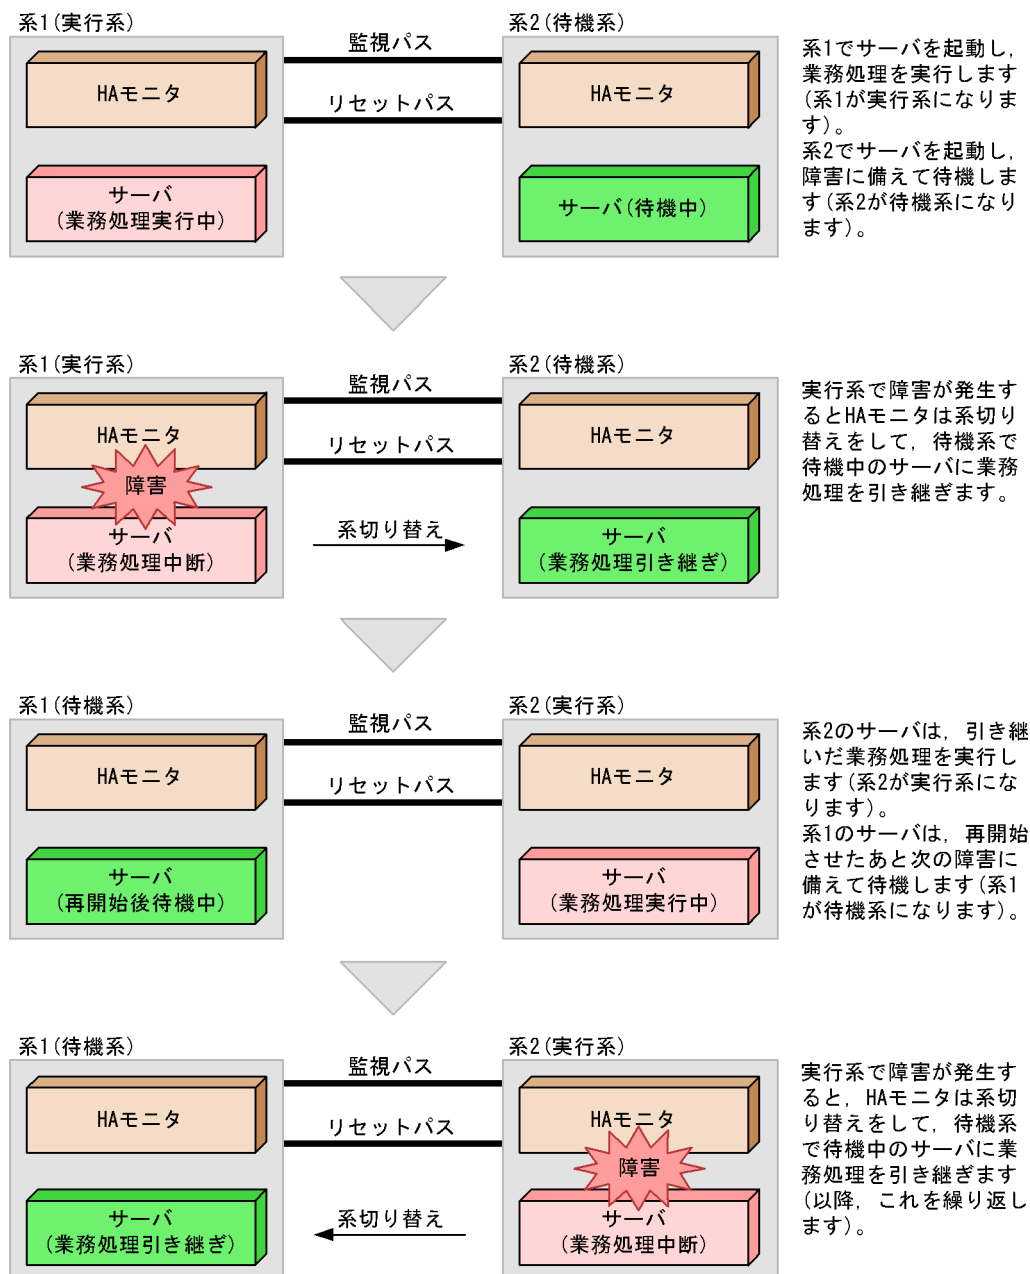 系1(実行系)
系2(待機系)
監視パス
リセットパス
HAモニタ
HAモニタ
サーバ
(業務処理実行中)
サーバ(待機中)
系1でサーバを起動し，
業務処理を実行します
(系1が実行系になりま
す)。
系2でサーバを起動し，
障害に備えて待機しま
す(系2が待機系になり
ます)。
系1(実行系)
系2(待機系)
監視パス
リセットパス
HAモニタ
HAモニタ
障害
サーバ
(業務処理中断)
系切り替え
サーバ
(業務処理引き継ぎ)
実行系で障害が発生す
るとHAモニタは系切り
替えをして，待機系で
待機中のサーバに業務
処理を引き継ぎます。
系1(待機系)
系2(実行系)
監視パス
リセットパス
HAモニタ
HAモニタ
サーバ
(再開始後待機中)
サーバ
(業務処理実行中)
系2のサーバは，引き継
いだ業務処理を実行し
ます(系2が実行系にな
ります)。
系1のサーバは，再開始
させたあと次の障害に
備えて待機します(系1
が待機系になります)。
系1(待機系)
系2(実行系)
監視パス
リセットパス
HAモニタ
HAモニタ
障害
サーバ
(業務処理引き継ぎ)
系切り替え
サーバ
(業務処理中断)
実行系で障害が発生す
ると，HAモニタは系切
り替えをして，待機系
で待機中のサーバに業
務処理を引き継ぎます
(以降，これを繰り返し
ます)。